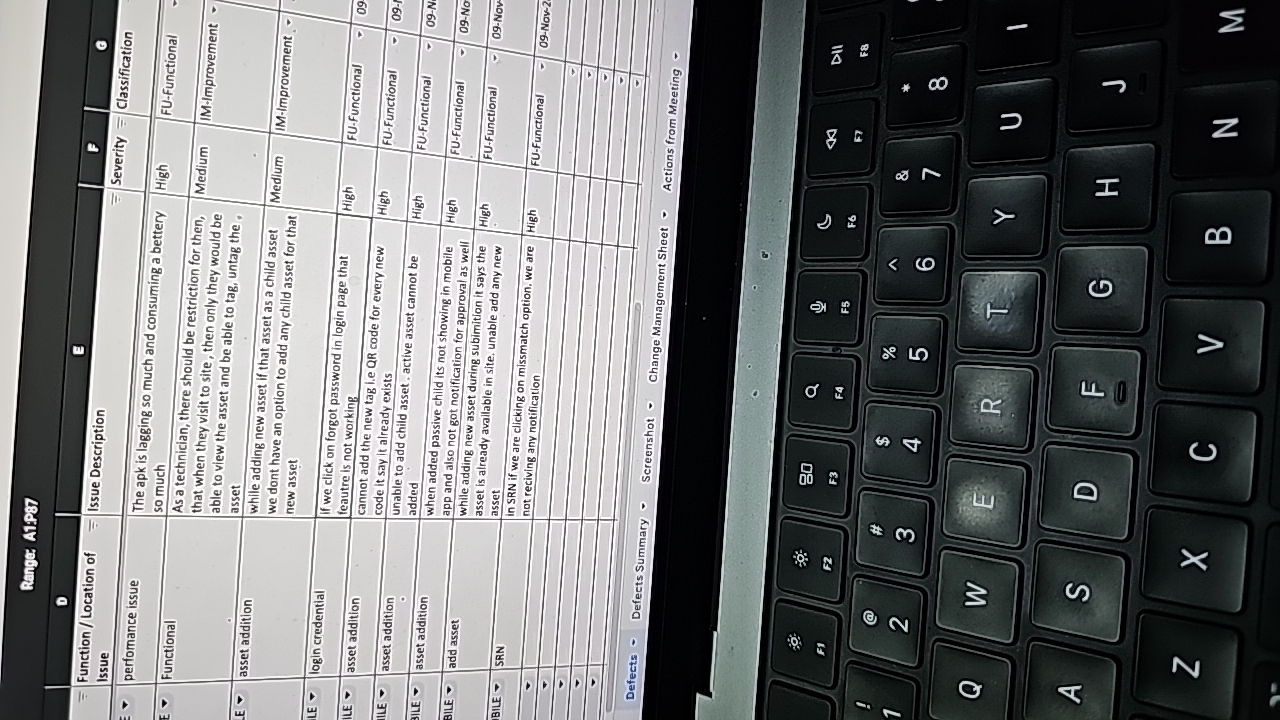 Range: A1:P87
D E F G
Function / Location of
Issue
Issue Description
Severity
Classification
perfomance issue
The apk is lagging so much and consuming a bettery
so much
High
FU-Functional
Functional
As a technician, there should be restriction for then,
that when they visit to site , then only they would be
able to view the asset and be able to tag, untag the ,
asset
Medium
IM-Improvement
asset addition
while adding new asset if that asset as a child asset
we dont have an option to add any child asset for that
new asset
Medium
IM-Improvement
login credential
if we click on forgot password in login page that
feautre is not working
High
FU-Functional
asset addition
cannot add the new tag i.e QR code for every new
code it say it already exists
High
FU-Functional
asset addition
unable to add child asset . active asset cannot be
added
High
FU-Functional
asset addition
when added passive child its not showing in mobile
app and also not got notification for approval as well
High
FU-Functional
add asset
while adding new asset during subimition it says the
asset is already available in site. unable add any new
asset
High
FU-Functional
09-Nov-
BILE
SRN
in SRN if we are clicking on missmatch option. we are
not reciving any notification
High
FU-Functional
09-Nov-2
Defects Defects Summary Screenshot Change Management Sheet Actions from Meeting
F1 F2 F3 F4 F5 F6 F7 F8
! @ # $ % ^ & *
1 2 3 4 5 6 7 8
Q W E R T Y U I
A S D F G H J
Z X C V B N M